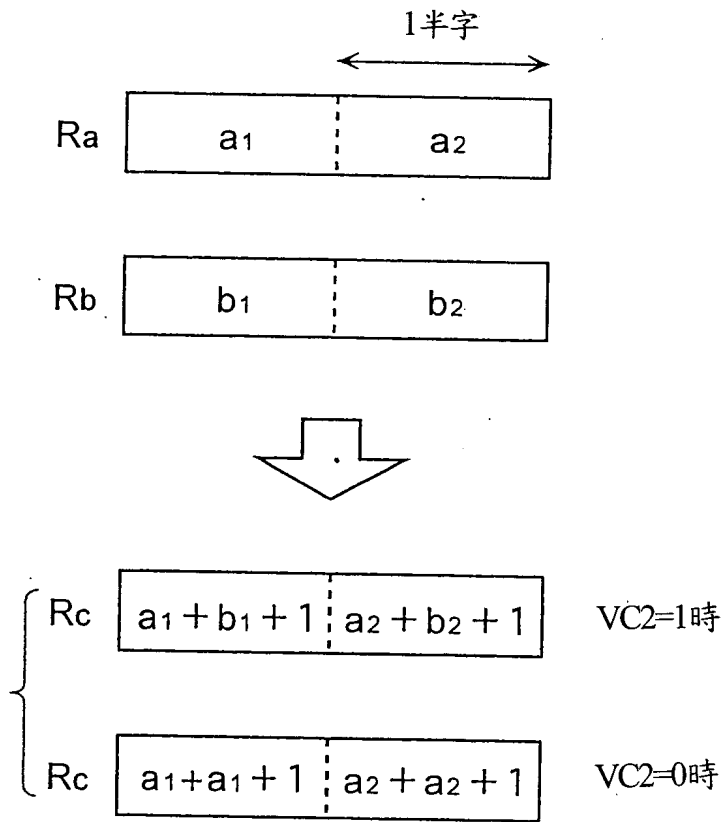 1半字
Ra a1 a2
Rb b1 b2
Rc a1+b1+1 a2+b2+1 VC2=1時
Rc a1+a1+1 a2+a2+1 VC2=0時